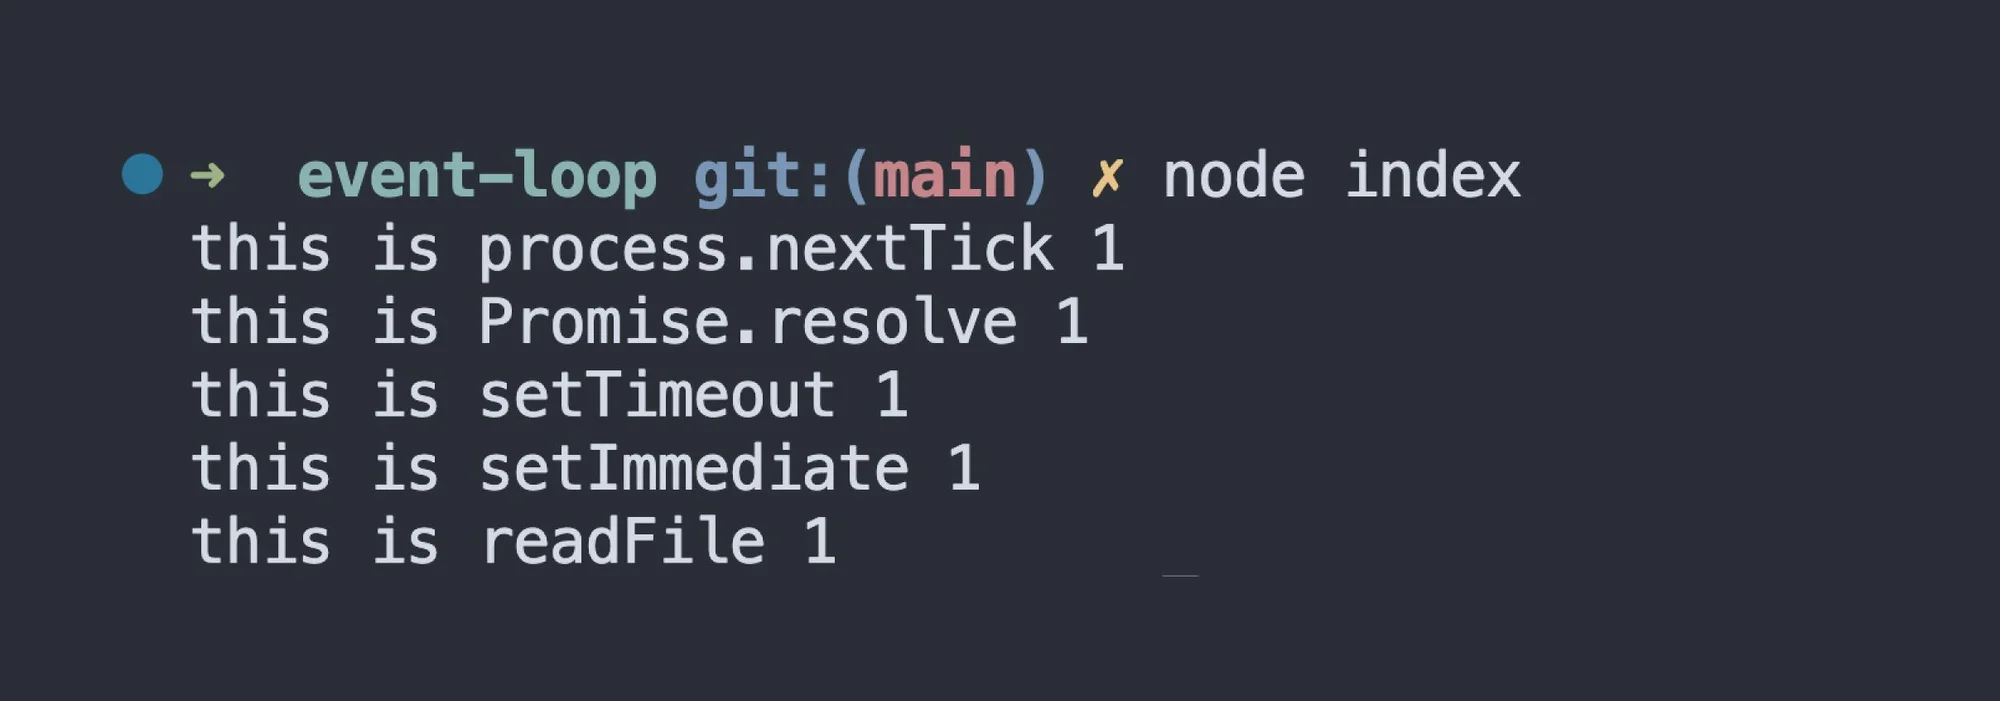 ➜ event-loop git:(main) ✗ node index
this is process.nextTick 1
this is Promise.resolve 1
this is setTimeout 1
this is setImmediate 1
this is readFile 1